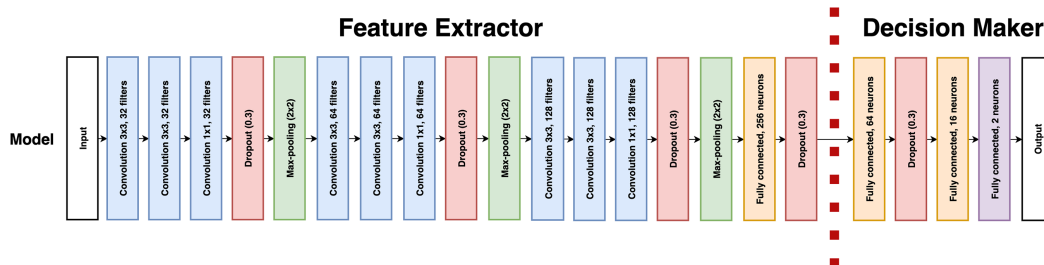 Feature Extractor
Decision Maker
Model
Input
Convolution 3x3, 32 filters
Convolution 3x3, 32 filters
Convolution 1x1, 32 filters
Dropout (0.3)
Max-pooling (2x2)
Convolution 3x3, 64 filters
Convolution 3x3, 64 filters
Convolution 1x1, 64 filters
Dropout (0.3)
Max-pooling (2x2)
Convolution 3x3, 128 filters
Convolution 3x3, 128 filters
Convolution 1x1, 128 filters
Dropout (0.3)
Max-pooling (2x2)
Fully connected, 256 neurons
Dropout (0.3)
Fully connected, 64 neurons
Dropout (0.3)
Fully connected, 16 neurons
Fully connected, 2 neurons
Output